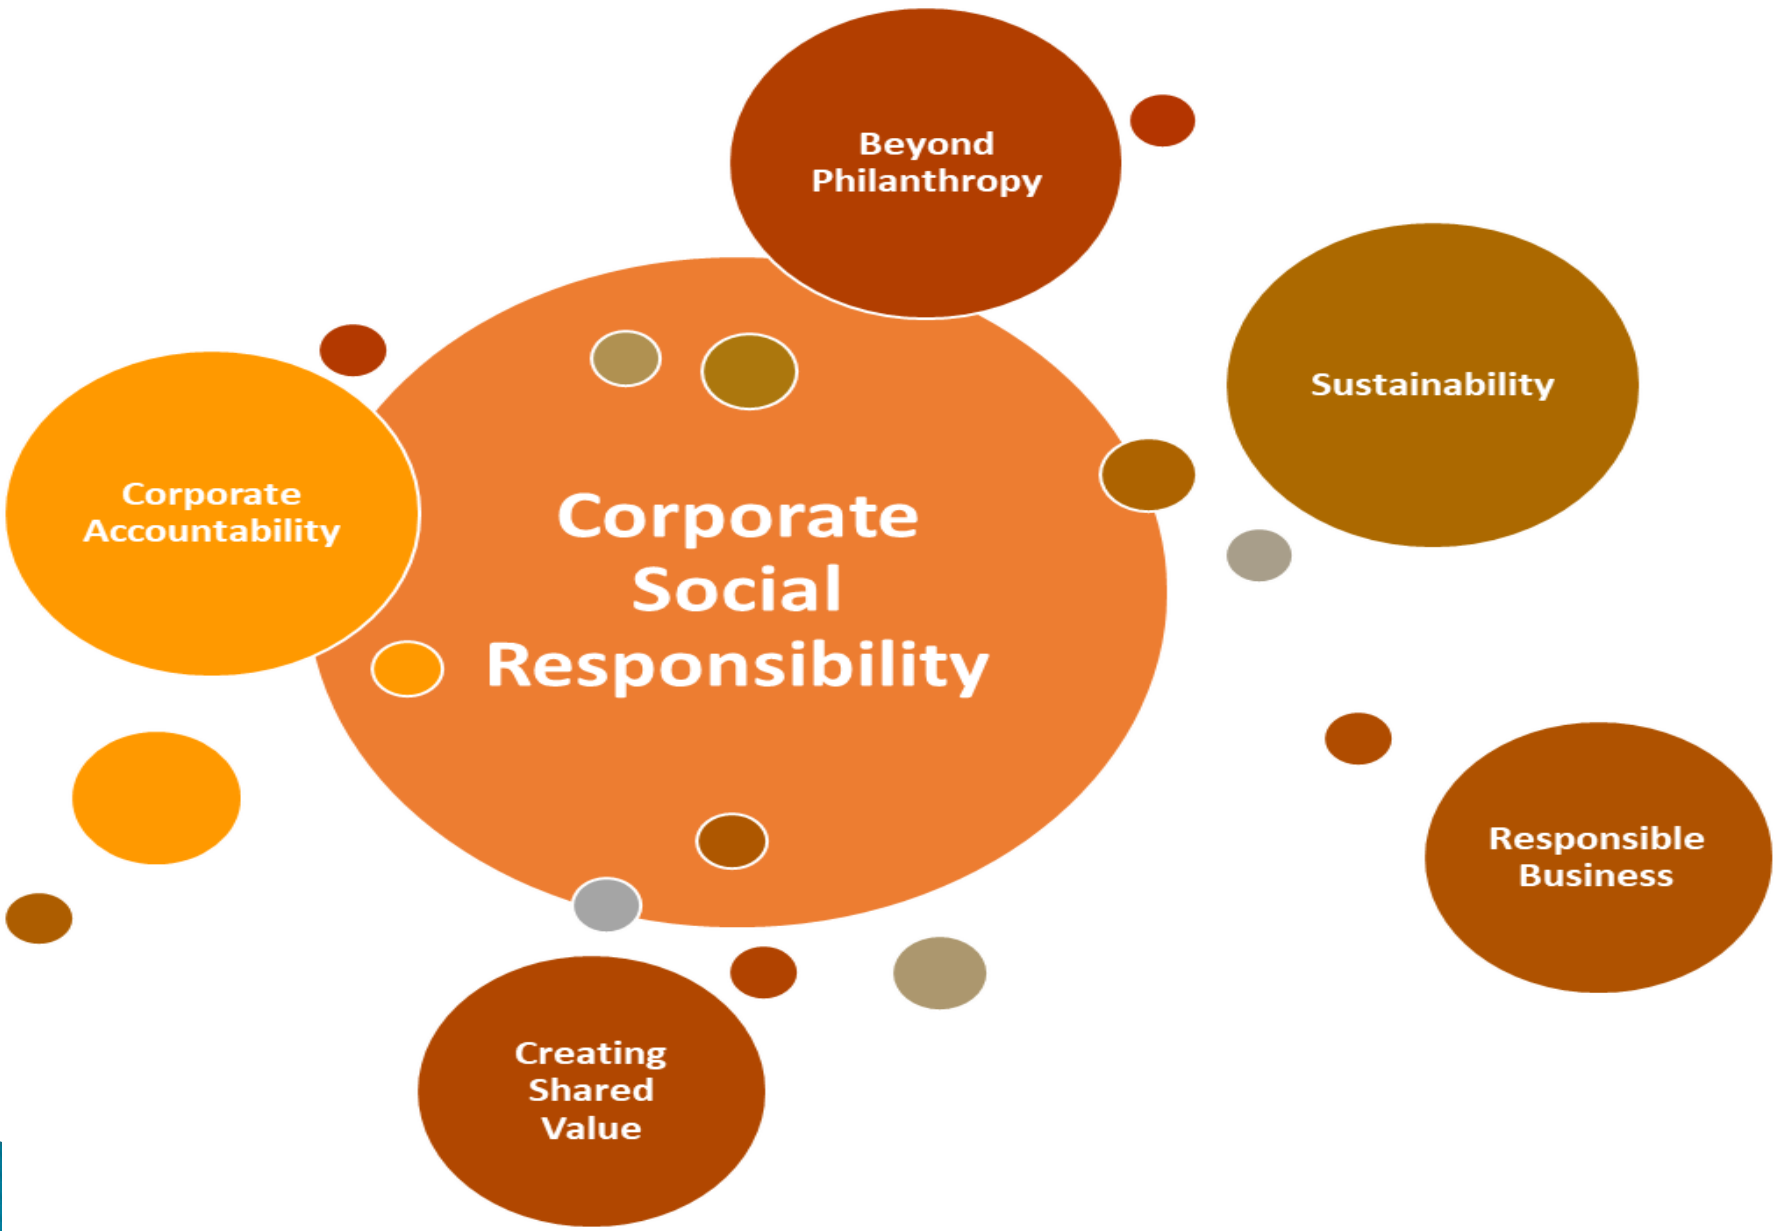 Beyond
Philanthropy
Sustainability
Corporate
Accountability
Corporate
Social
Responsibility
Responsible
Business
Creating
Shared
Value